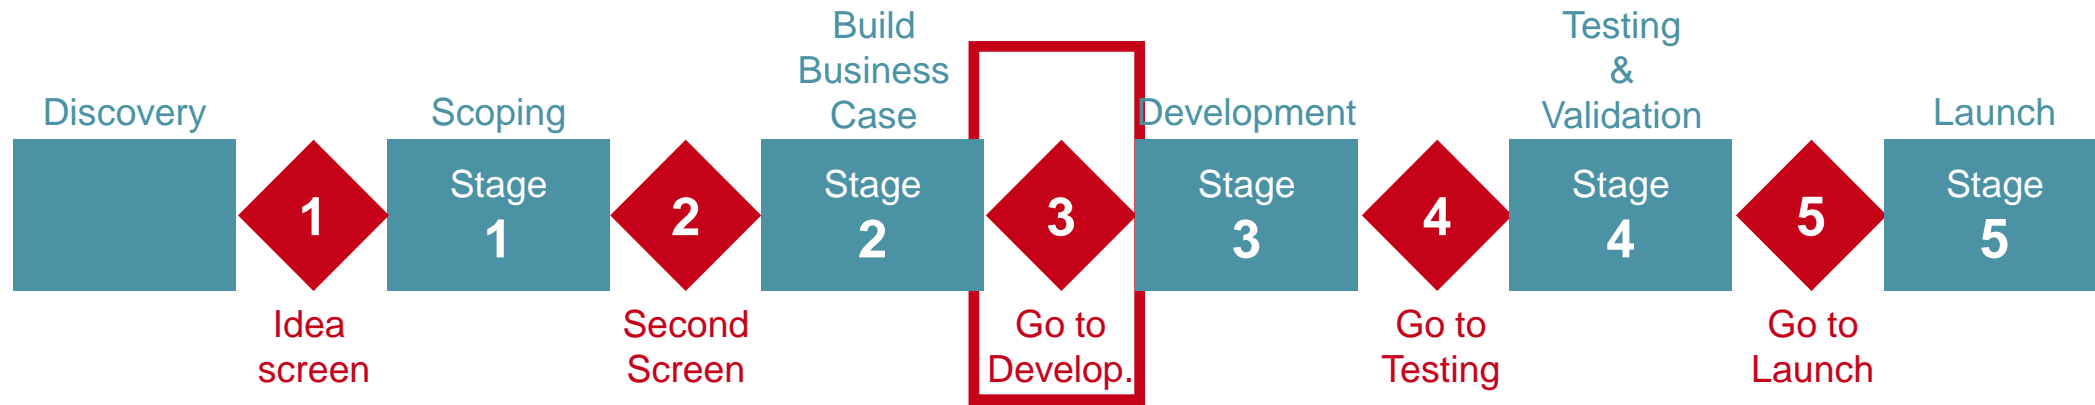 Discovery
1
Idea
screen
Scoping
Stage
1
2
Second
Screen
Build
Business
Case
Stage
2
3
Go to
Develop.
Development
Stage
3
4
Go to
Testing
Testing
&
Validation
Stage
4
5
Go to
Launch
Launch
Stage
5